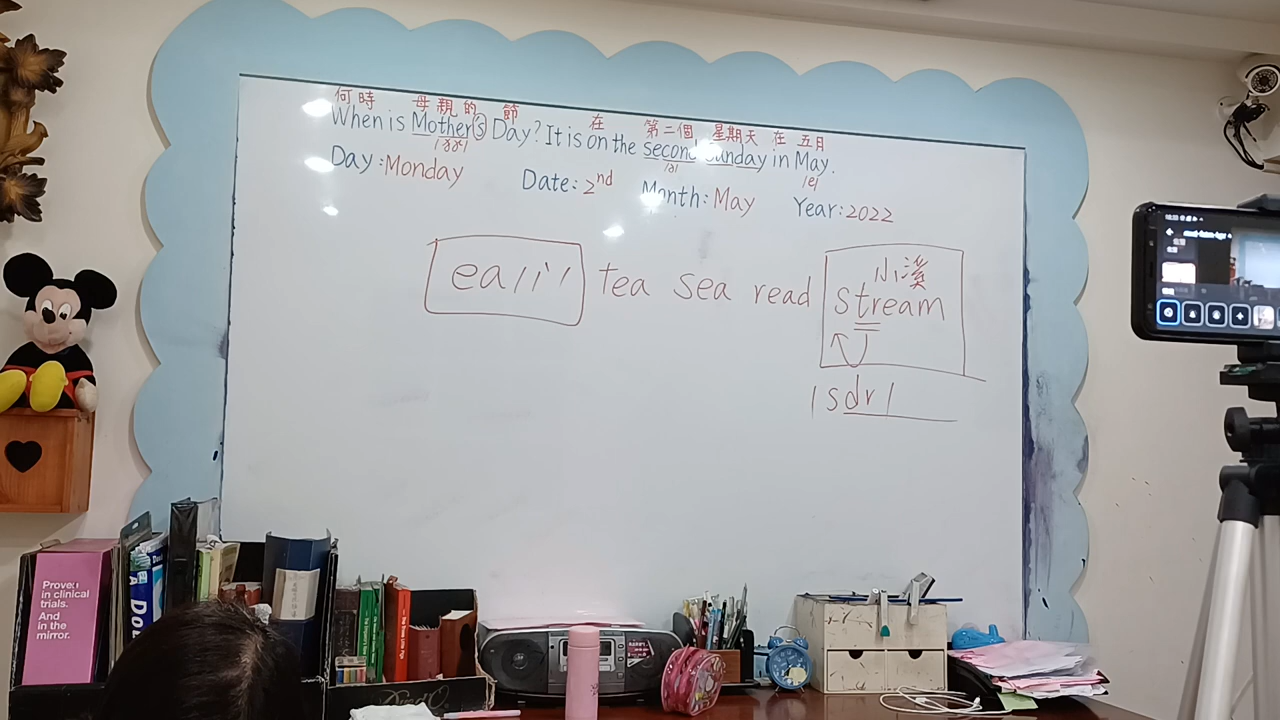 何時 母親的 節 在 第二個 星期天 在 五月
When is Mother's Day? It is on the second Sunday in May.
Day: Monday Date: 2nd Month: May Year: 2022
小溪
ea/i/ tea sea read stream
/sdr/
Proven
in clinical
trials.
And
in the
mirror.